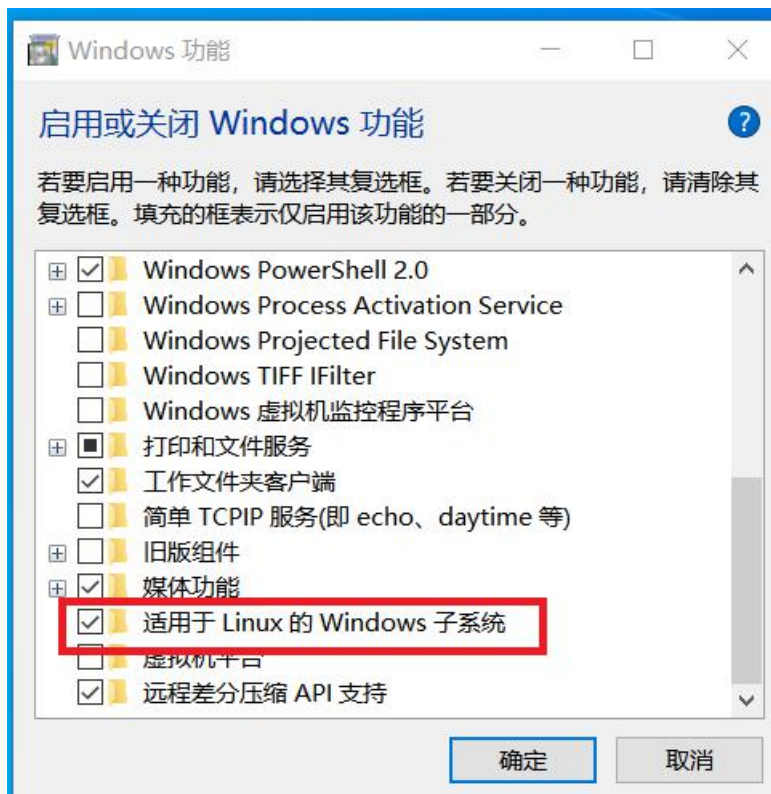 Windows 功能
启用或关闭 Windows 功能
若要启用一种功能，请选择其复选框。若要关闭一种功能，请清除其
复选框。填充的框表示仅启用该功能的一部分。
Windows PowerShell 2.0
Windows Process Activation Service
Windows Projected File System
Windows TIFF IFilter
Windows 虚拟机监控程序平台
打印和文件服务
工作文件夹客户端
简单 TCPIP 服务(即 echo、daytime 等)
旧版组件
媒体功能
适用于 Linux 的 Windows 子系统
虚拟机平台
远程差分压缩 API 支持
确定 取消